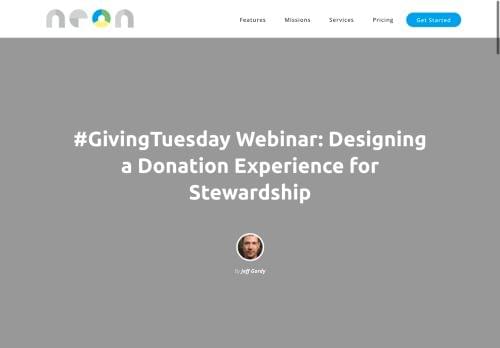 neon
Features
Missions
Services
Pricing
Get Started
#GivingTuesday Webinar: Designing
a Donation Experience for
Stewardship
By Jeff Gordy